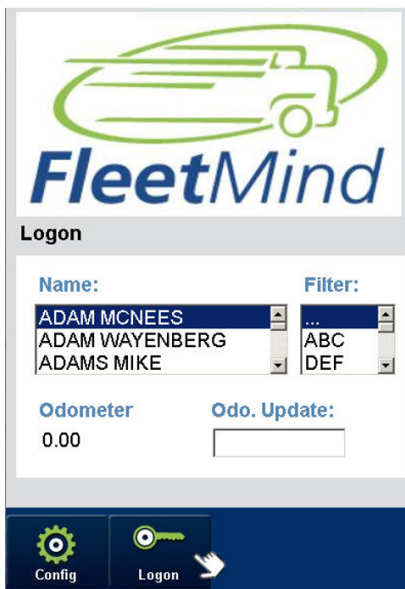 FleetMind
Logon
Name: Filter:
ADAM MCNEES ...
ADAM WAYENBERG ABC
ADAMS MIKE DEF
Odometer Odo. Update:
0.00
Config Logon